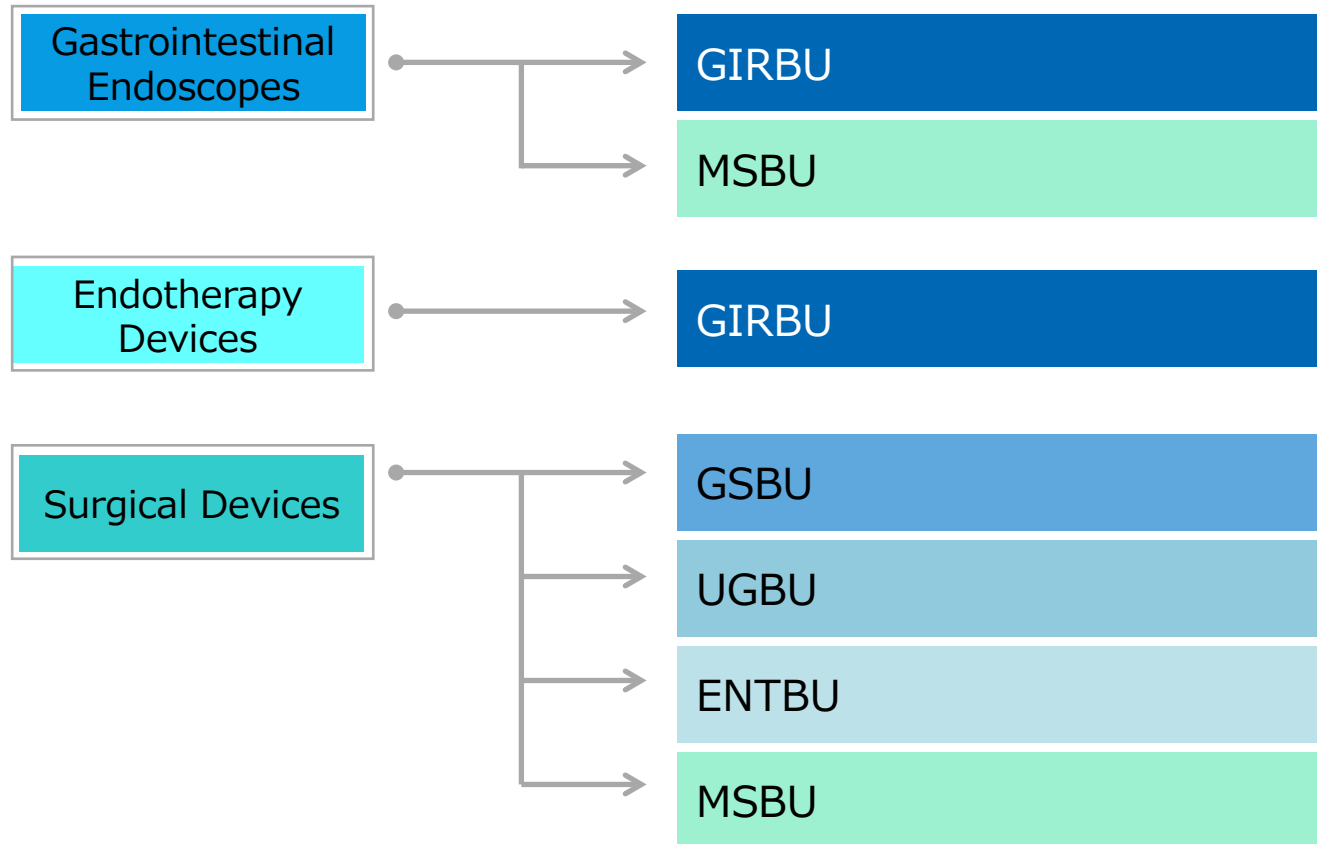 Gastrointestinal
Endoscopes
GIRBU
MSBU
Endotherapy
Devices
GIRBU
Surgical Devices
GSBU
UGBU
ENTBU
MSBU